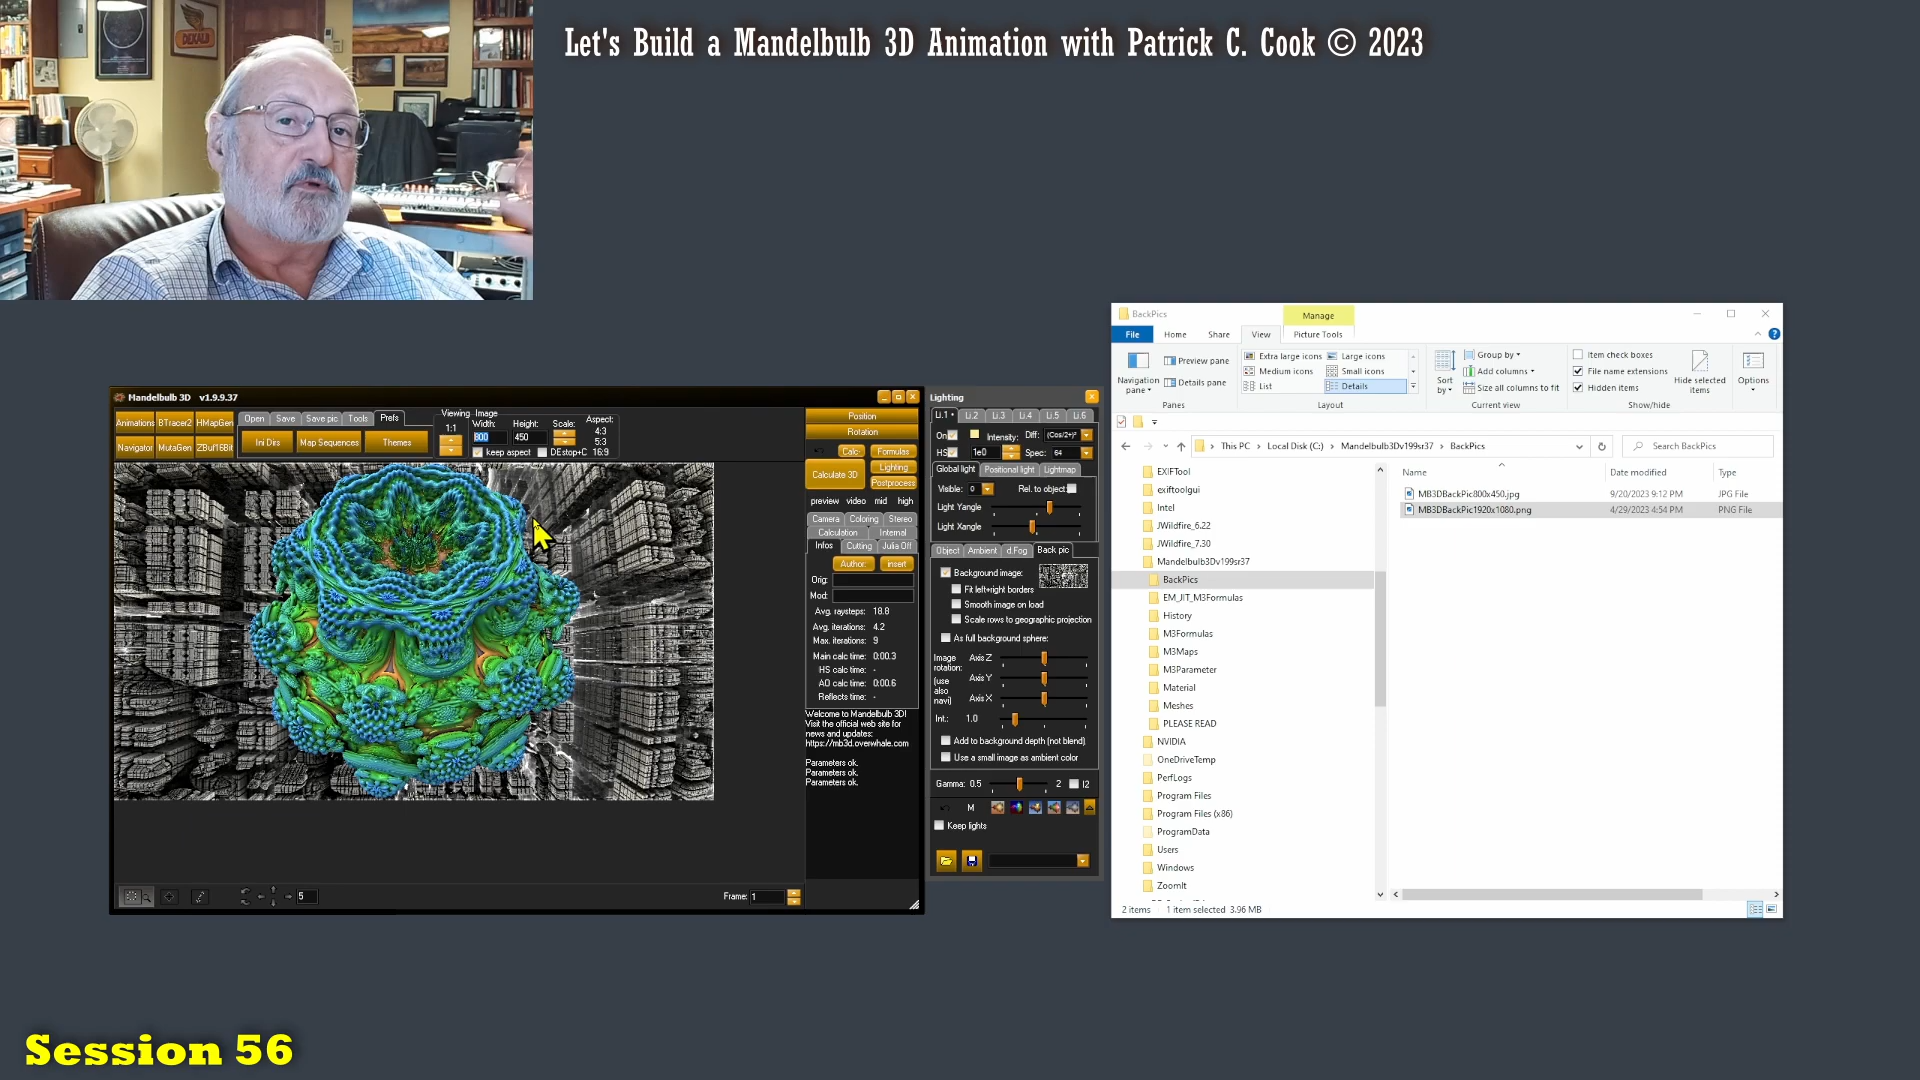 Let's Build a Mandelbulb 3D Animation with Patrick C. Cook © 2023
DEKALB
Mandelbulb 3D v1.9.9.37
Animations BTracer2 HMapGen
Navigator MutaGen ZBuf16Bit
Open Save Save pic Tools Prefs
Ini Dirs Map Sequences Themes
Viewing Image
1:1 Width: Height: Scale: Aspect:
800 450 4:3
5:3
keep aspect DEstop+C 16:9
Position
Rotation
Calc Formulas
Calculate 3D Lighting
Postprocess
preview video mid high
Camera Coloring Stereo
Calculation Internal
Infos Cutting Julia Off
Author: insert
Orig:
Mod:
Avg. raysteps: 18.8
Avg. iterations: 4.2
Max. iterations: 9
Main calc time: 0:00.3
HS calc time: -
AO calc time: 0:00.6
Reflects time: -
Welcome to Mandelbulb 3D!
Visit the official web site for
news and updates:
https://mb3d.overwhale.com
Parameters ok.
Parameters ok.
Parameters ok.
5
Frame: 1
Lighting
Li.1 Li.2 Li.3 Li.4 Li.5 Li.6
On Intensity: Diff: (Cos/2+)²
HS 1e0 Spec: 64
Global light Positional light Lightmap
Visible: 0 Rel. to object:
Light Yangle
Light Xangle
Object Ambient d.Fog Back pic
Background image:
Fit left+right borders
Smooth image on load
Scale rows to geographic projection
As full background sphere:
Image rotation: (use also navi)
Axis Z
Axis Y
Axis X
Int.: 1.0
Add to background depth (not blend)
Use a small image as ambient color
Gamma: 0.5 2 I2
M
Keep lights
BackPics
Manage
File Home Share View Picture Tools
Navigation pane
Preview pane
Details pane
Panes
Extra large icons Large icons
Medium icons Small icons
List Details
Layout
Sort by
Group by
Add columns
Size all columns to fit
Current view
Item check boxes
File name extensions
Hidden items
Hide selected items
Show/hide
Options
This PC Local Disk (C:) Mandelbulb3Dv199sr37 BackPics
Search BackPics
EXIFTool
exiftoolgui
Intel
JWildfire_6.22
JWildfire_7.30
Mandelbulb3Dv199sr37
BackPics
EM_JIT_M3Formulas
History
M3Formulas
M3Maps
M3Parameter
Material
Meshes
PLEASE READ
NVIDIA
OneDriveTemp
PerfLogs
Program Files
Program Files (x86)
ProgramData
Users
Windows
ZoomIt
Name Date modified Type
MB3DBackPic800x450.jpg 9/20/2023 9:12 PM JPG File
MB3DBackPic1920x1080.png 4/29/2023 4:54 PM PNG File
2 items 1 item selected 3.96 MB
Session 56